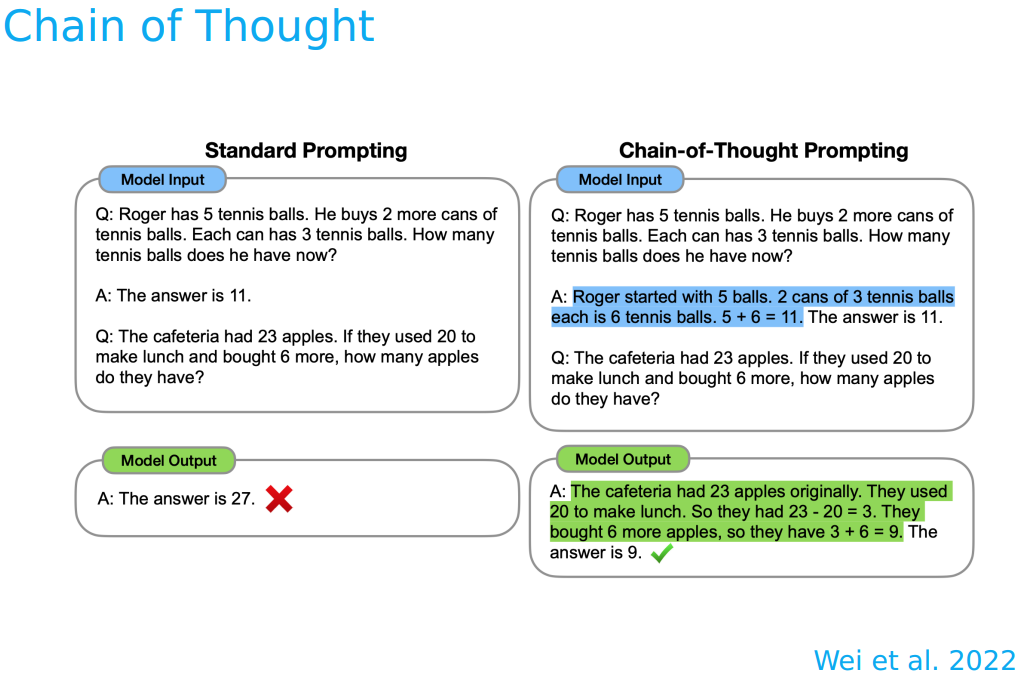 Chain of Thought
Standard Prompting
Model Input
Q: Roger has 5 tennis balls. He buys 2 more cans of
tennis balls. Each can has 3 tennis balls. How many
tennis balls does he have now?
A: The answer is 11.
Q: The cafeteria had 23 apples. If they used 20 to
make lunch and bought 6 more, how many apples
do they have?
Model Output
A: The answer is 27.
Chain-of-Thought Prompting
Model Input
Q: Roger has 5 tennis balls. He buys 2 more cans of
tennis balls. Each can has 3 tennis balls. How many
tennis balls does he have now?
A: Roger started with 5 balls. 2 cans of 3 tennis balls
each is 6 tennis balls. 5 + 6 = 11. The answer is 11.
Q: The cafeteria had 23 apples. If they used 20 to
make lunch and bought 6 more, how many apples
do they have?
Model Output
A: The cafeteria had 23 apples originally. They used
20 to make lunch. So they had 23 - 20 = 3. They
bought 6 more apples, so they have 3 + 6 = 9. The
answer is 9.
Wei et al. 2022